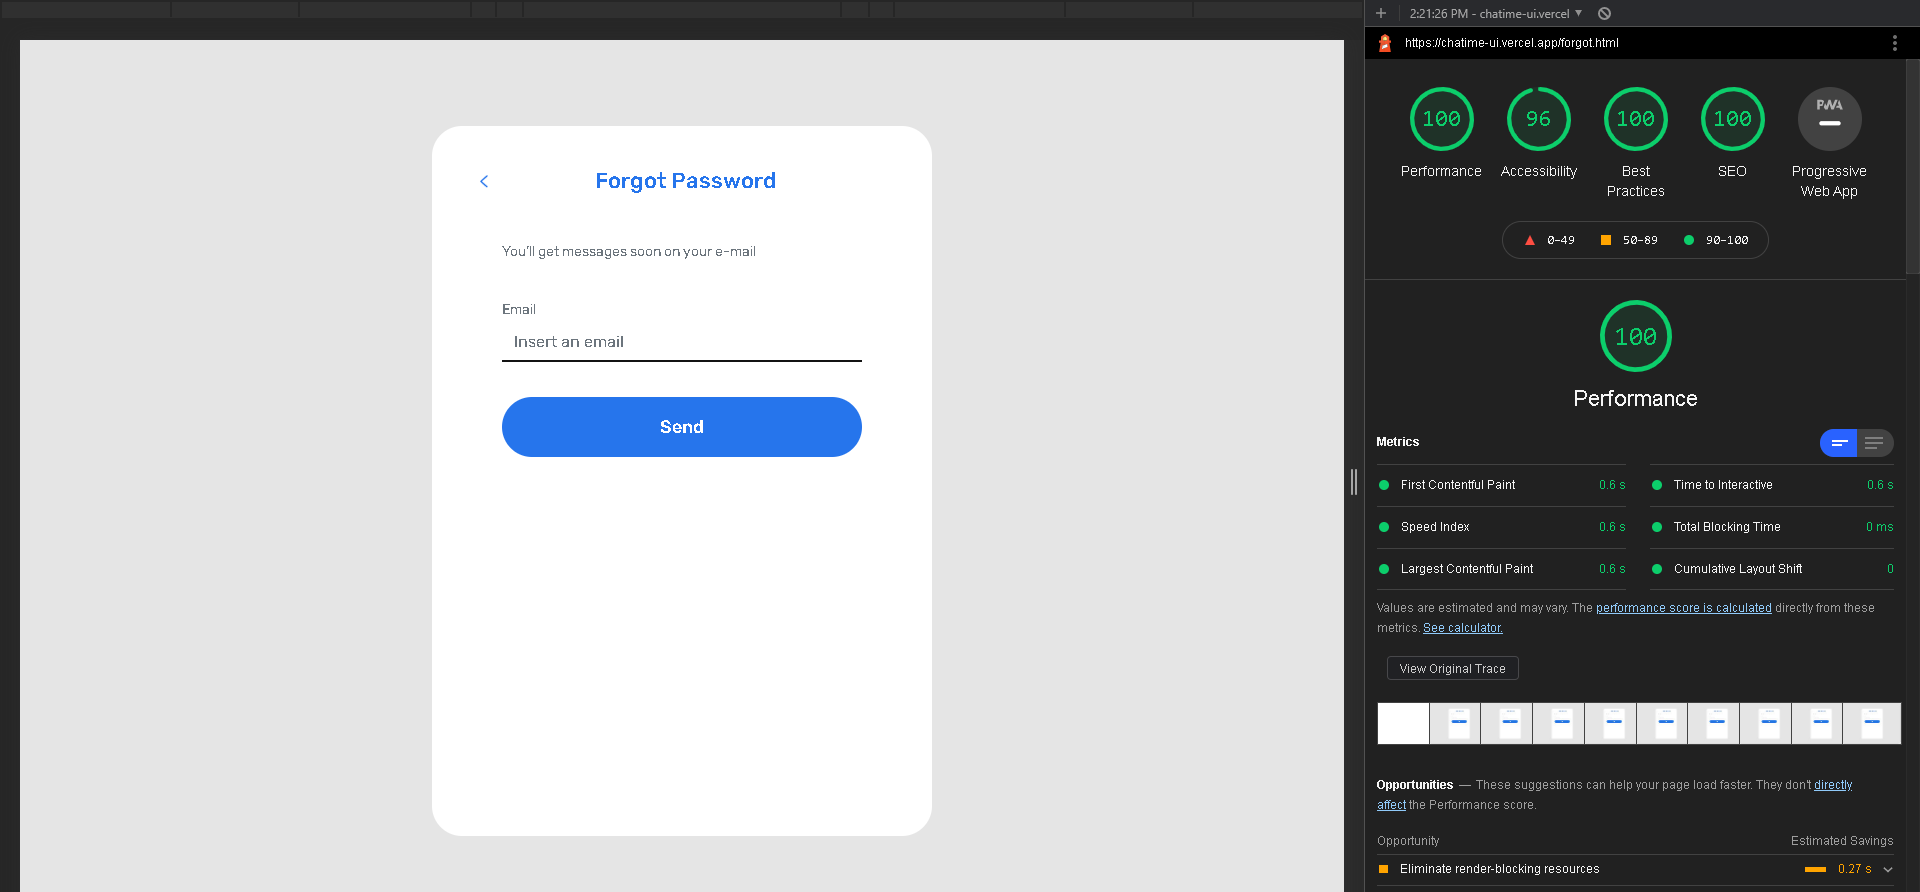 2:21:26 PM - chatime-ui.vercel
https://chatime-ui.vercel.app/forgot.html
Forgot Password
You'll get messages soon on your e-mail
Email
Insert an email
Send
100
96
100
100
PWA
Performance
Accessibility
Best
Practices
SEO
Progressive
Web App
0–49
50–89
90–100
100
Performance
Metrics
First Contentful Paint 0.6 s
Time to Interactive 0.6 s
Speed Index 0.6 s
Total Blocking Time 0 ms
Largest Contentful Paint 0.6 s
Cumulative Layout Shift 0
Values are estimated and may vary. The performance score is calculated directly from these
metrics. See calculator.
View Original Trace
Opportunities — These suggestions can help your page load faster. They don't directly
affect the Performance score.
Opportunity Estimated Savings
Eliminate render-blocking resources 0.27 s